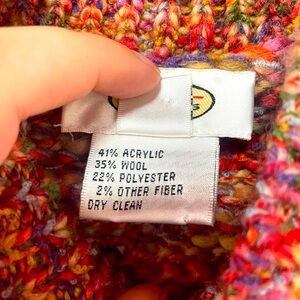 41% ACRYLIC
35% WOOL
22% POLYESTER
2% OTHER FIBER
DRY CLEAN